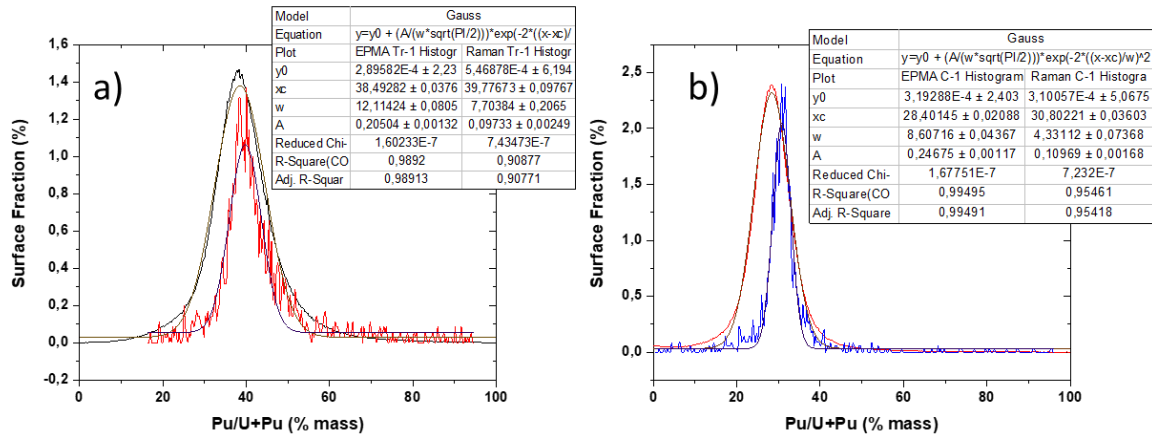 a)
Model Gauss
Equation y=y0 + (A/(w*sqrt(PI/2)))*exp(-2*((x-xc)/
Plot EPMA Tr-1 Histogr Raman Tr-1 Histogr
y0 2,89582E-4 ± 2,23 5,46878E-4 ± 6,194
xc 38,49282 ± 0,0376 39,77673 ± 0,09767
w 12,11424 ± 0,0805 7,70384 ± 0,2065
A 0,20504 ± 0,00132 0,09733 ± 0,00249
Reduced Chi- 1,60233E-7 7,43473E-7
R-Square(CO 0,9892 0,90877
Adj. R-Squar 0,98913 0,90771
1,6
1,4
1,2
1,0
0,8
0,6
0,4
0,2
0,0
-0,2
Surface Fraction (%)
0 20 40 60 80 100
Pu/U+Pu (% mass)
b)
Model Gauss
Equation y=y0 + (A/(w*sqrt(PI/2)))*exp(-2*((x-xc)/w)^2
Plot EPMA C-1 Histogram Raman C-1 Histogra
y0 3,19288E-4 ± 2,403 3,10057E-4 ± 5,0675
xc 28,40145 ± 0,02088 30,80221 ± 0,03603
w 8,60716 ± 0,04367 4,33112 ± 0,07368
A 0,24675 ± 0,00117 0,10969 ± 0,00168
Reduced Chi- 1,67751E-7 7,232E-7
R-Square(CO 0,99495 0,95461
Adj. R-Square 0,99491 0,95418
2,5
2,0
1,5
1,0
0,5
0,0
Surface Fraction (%)
0 20 40 60 80 100
Pu/U+Pu (% mass)